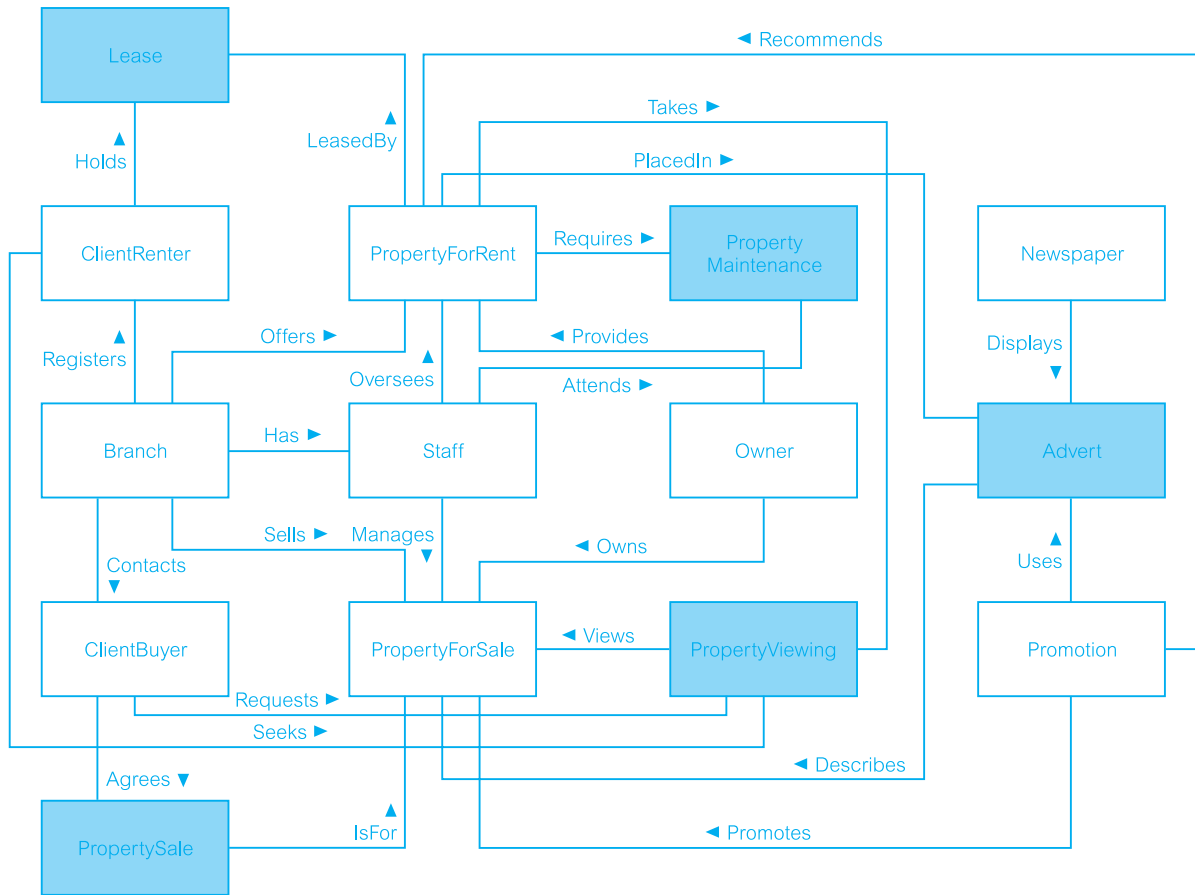 ◄ Recommends
Lease
Takes ►
▲
LeasedBy
▲
Holds
PlacedIn ►
ClientRenter
PropertyForRent
Requires ►
Property
Maintenance
Newspaper
▲
Registers
Offers ►
▲
Oversees
◄ Provides
Attends ►
Displays
▼
Branch
Has ►
Staff
Owner
Advert
Contacts
▼
Sells ►
Manages
▼
◄ Owns
▲
Uses
ClientBuyer
PropertyForSale
◄ Views
PropertyViewing
Promotion
Requests ►
Seeks ►
Agrees ▼
◄ Describes
PropertySale
▲
IsFor
◄ Promotes